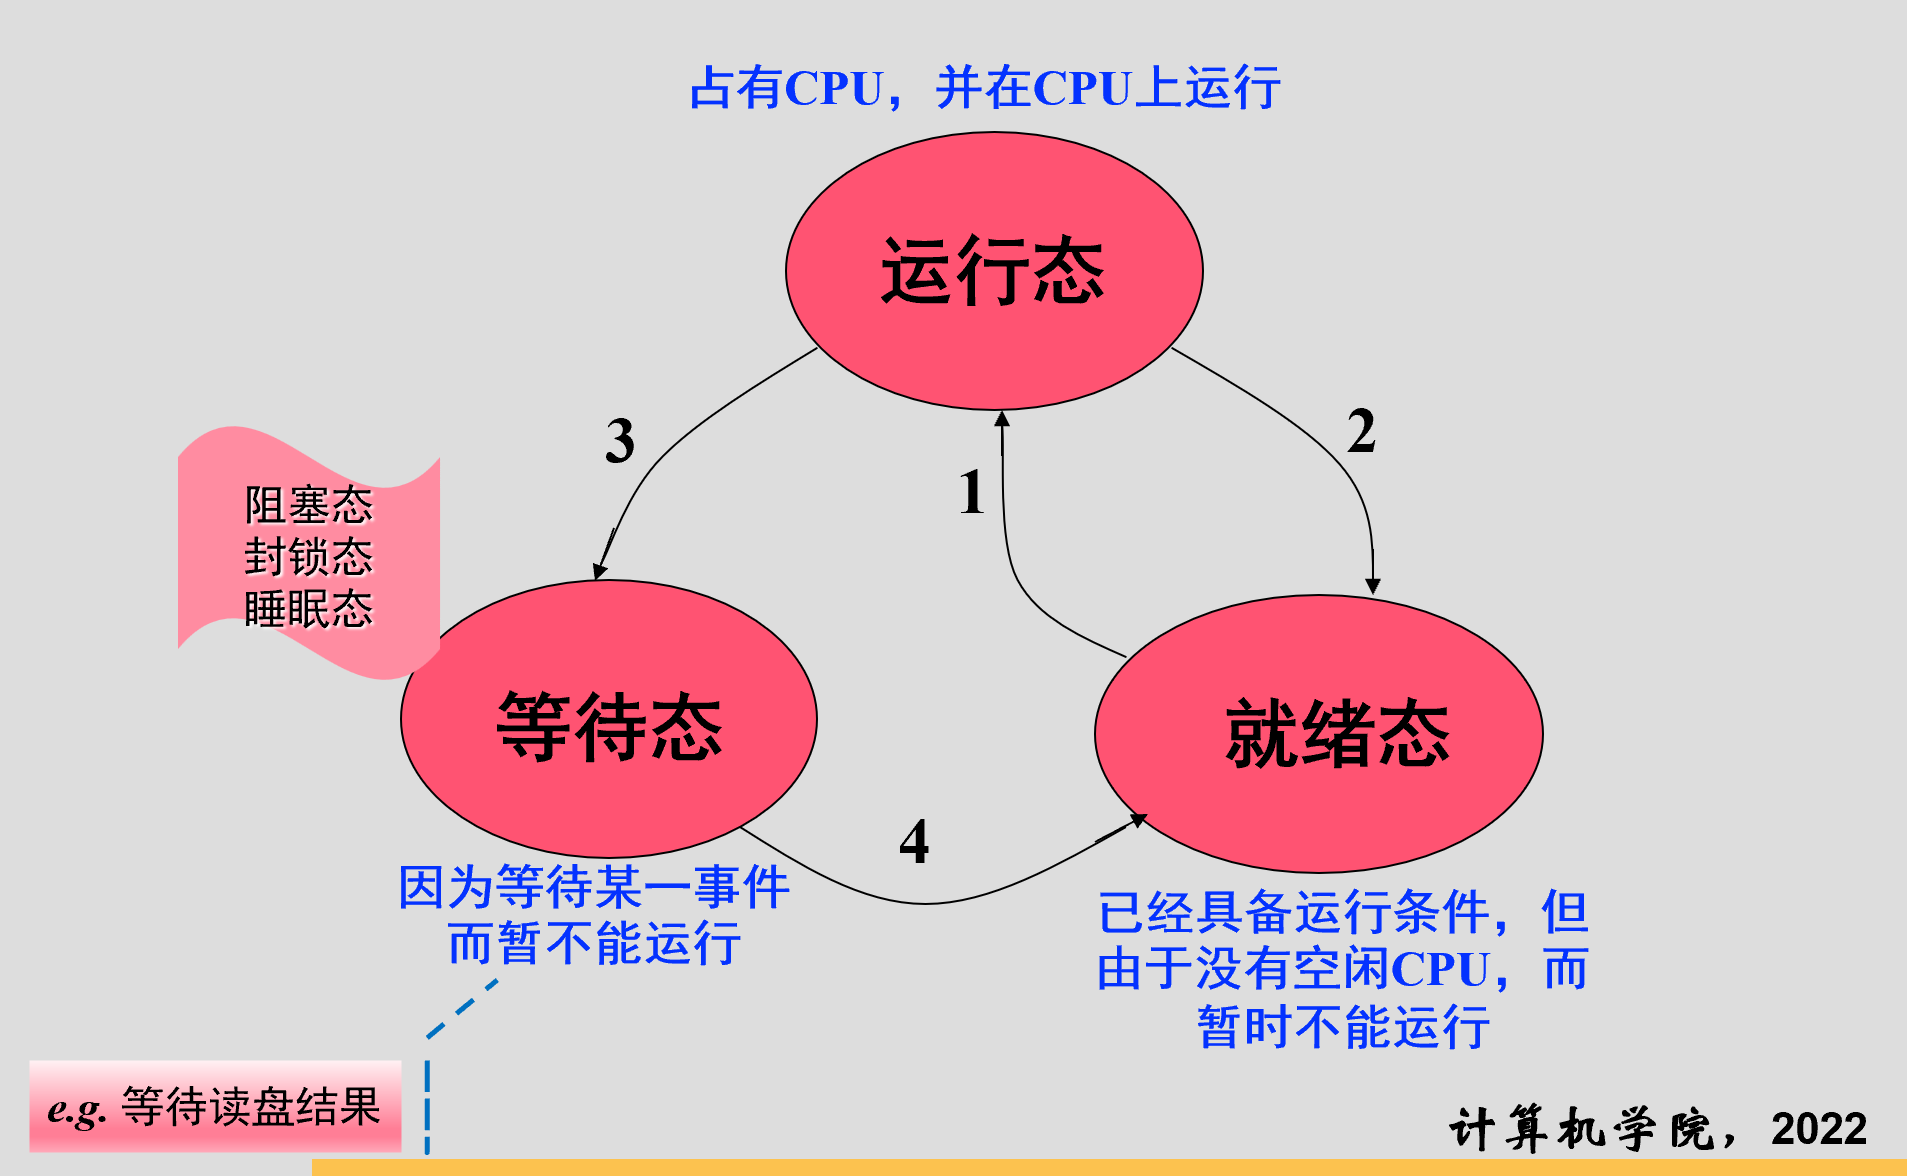 占有CPU，并在CPU上运行
运行态
3
2
1
阻塞态
封锁态
睡眠态
等待态
就绪态
4
因为等待某一事件
而暂不能运行
已经具备运行条件，但
由于没有空闲CPU，而
暂时不能运行
e.g. 等待读盘结果
计算机学院，2022